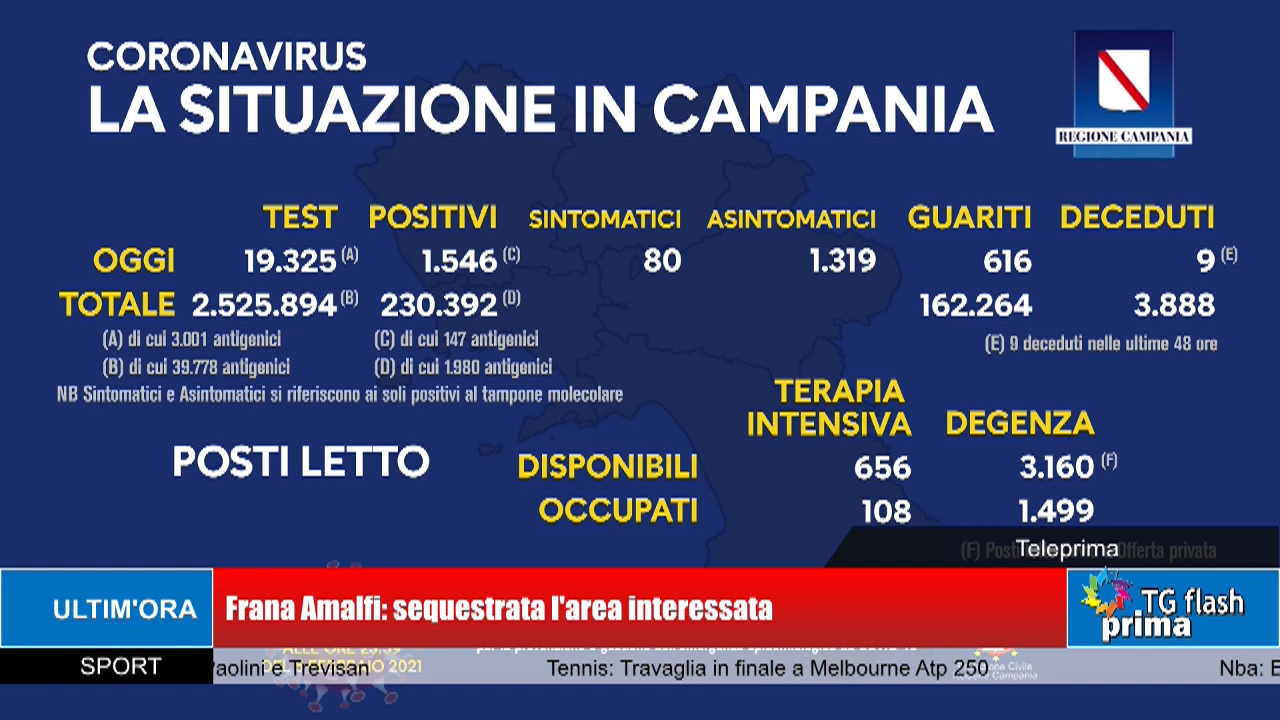 CORONAVIRUS
LA SITUAZIONE IN CAMPANIA
REGIONE CAMPANIA
TEST POSITIVI SINTOMATICI ASINTOMATICI GUARITI DECEDUTI
OGGI 19.325 (A) 1.546 (C) 80 1.319 616 9 (E)
TOTALE 2.525.894 (B) 230.392 (D) 162.264 3.888
(A) di cui 3.001 antigenici (C) di cui 147 antigenici (E) 9 deceduti nelle ultime 48 ore
(B) di cui 39.778 antigenici (D) di cui 1.980 antigenici
NB Sintomatici e Asintomatici si riferiscono ai soli positivi al tampone molecolare
TERAPIA
INTENSIVA DEGENZA
POSTI LETTO DISPONIBILI 656 3.160 (F)
OCCUPATI 108 1.499
(F) Offerta privata
Teleprima
ULTIM'ORA Frana Amalfi: sequestrata l'area interessata TG flash
prima
SPORT Paolini e Trevisan Tennis: Travaglia in finale a Melbourne Atp 250 Nba:
2021